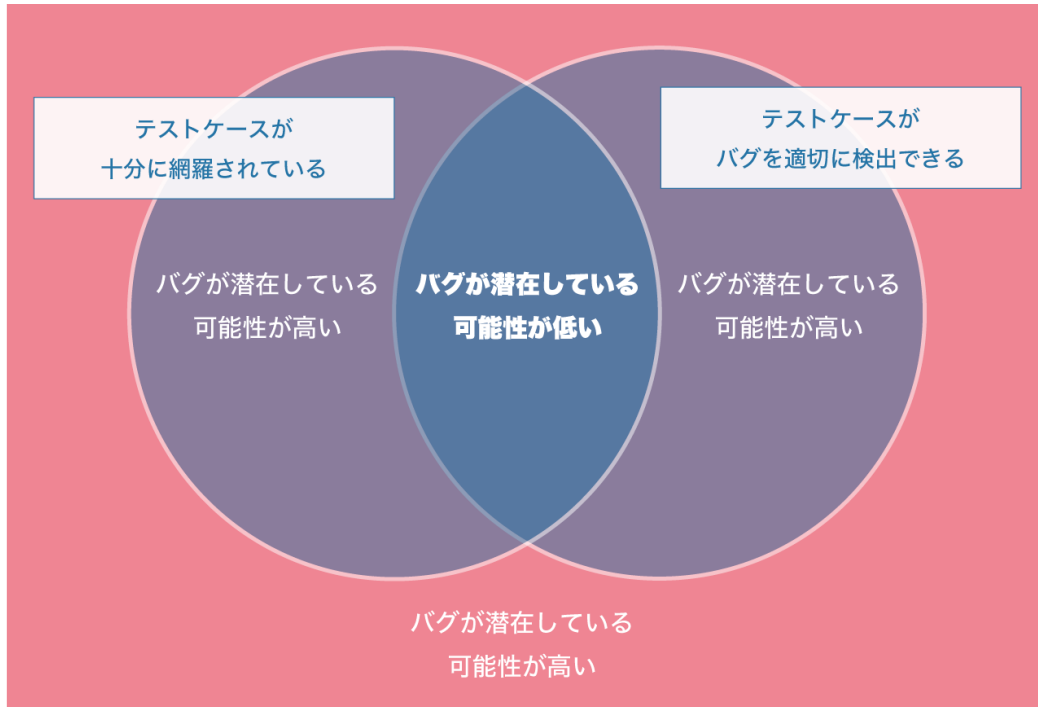 テストケースが
十分に網羅されている
テストケースが
バグを適切に検出できる
バグが潜在している
可能性が高い
バグが潜在している
可能性が低い
バグが潜在している
可能性が高い
バグが潜在している
可能性が高い